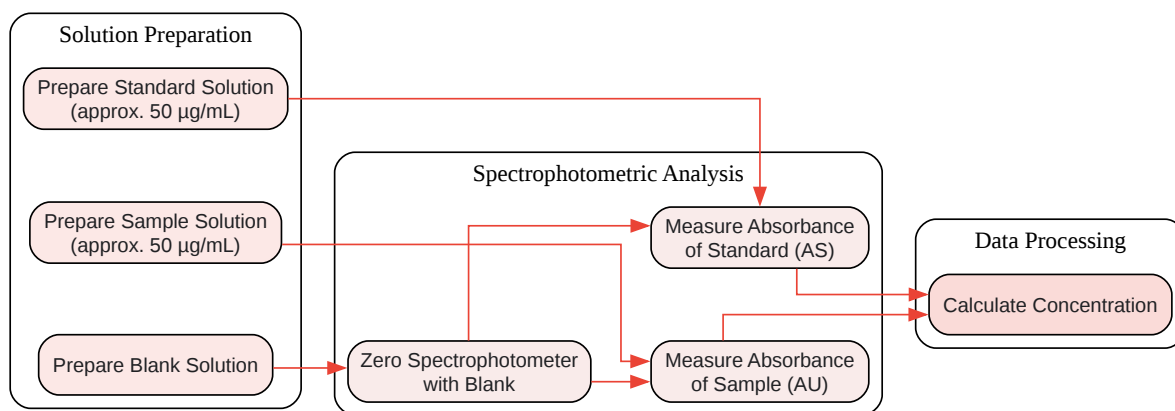 Solution Preparation
Prepare Standard Solution
(approx. 50 µg/mL)
Prepare Sample Solution
(approx. 50 µg/mL)
Prepare Blank Solution
Spectrophotometric Analysis
Measure Absorbance
of Standard (AS)
Zero Spectrophotometer
with Blank
Measure Absorbance
of Sample (AU)
Data Processing
Calculate Concentration